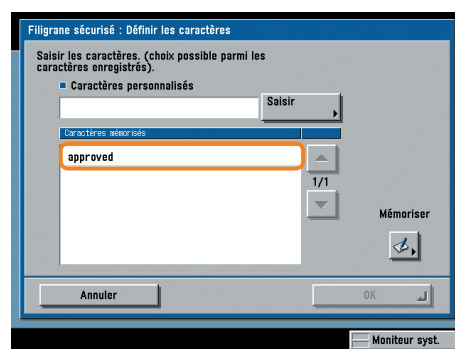 Filigrane sécurisé : Définir les caractères
Saisir les caractères. (choix possible parmi les
caractères enregistrés).
Caractères personnalisés
Saisir
Caractères mémorisés
approved
1/1
Mémoriser
Annuler
OK
Moniteur syst.